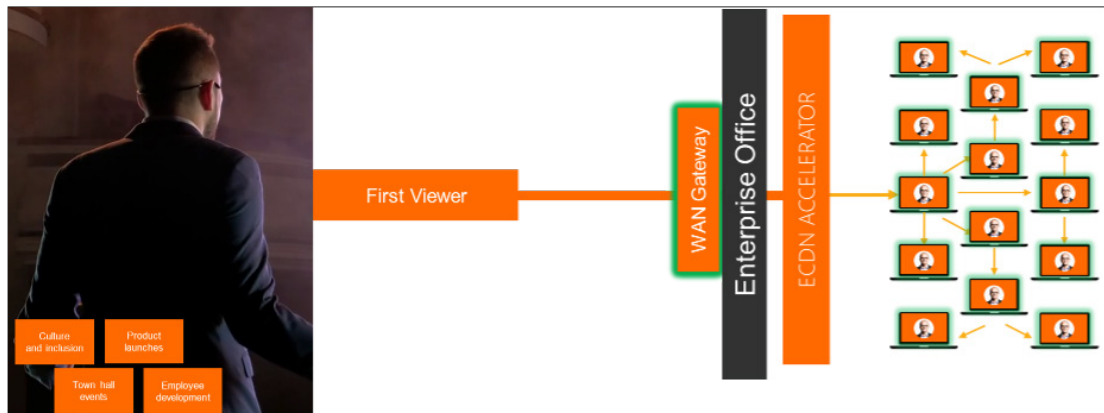 First Viewer
WAN Gateway
Enterprise Office
ECDN ACCELERATOR
Culture
and inclusion
Product
launches
Town hall
events
Employee
development